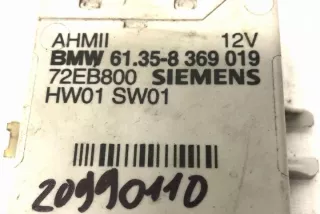 AHMII 12V
BMW 61.35-8 369 019
72EB800 SIEMENS
HW01 SW01
20990110